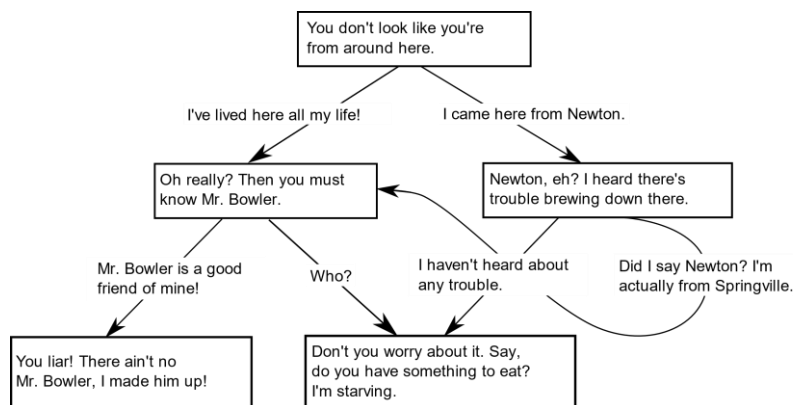 You don't look like you're
from around here.
I've lived here all my life!
I came here from Newton.
Oh really? Then you must
know Mr. Bowler.
Newton, eh? I heard there's
trouble brewing down there.
Mr. Bowler is a good
friend of mine!
Who?
I haven't heard about
any trouble.
Did I say Newton? I'm
actually from Springville.
You liar! There ain't no
Mr. Bowler, I made him up!
Don't you worry about it. Say,
do you have something to eat?
I'm starving.